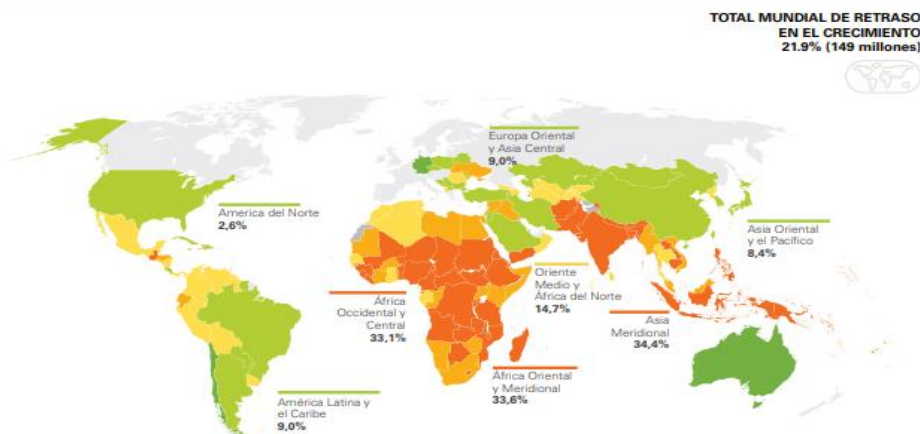 TOTAL MUNDIAL DE RETRASO
EN EL CRECIMIENTO
21.9% (149 millones)
Europa Oriental
y Asia Central
9,0%
America del Norte
2,6%
Asia Oriental
y el Pacífico
8,4%
Oriente
Medio y
África del Norte
14,7%
África
Occidental y
Central
33,1%
Asia
Meridional
34,4%
África Oriental
y Meridional
33,6%
América Latina y
el Caribe
9,0%